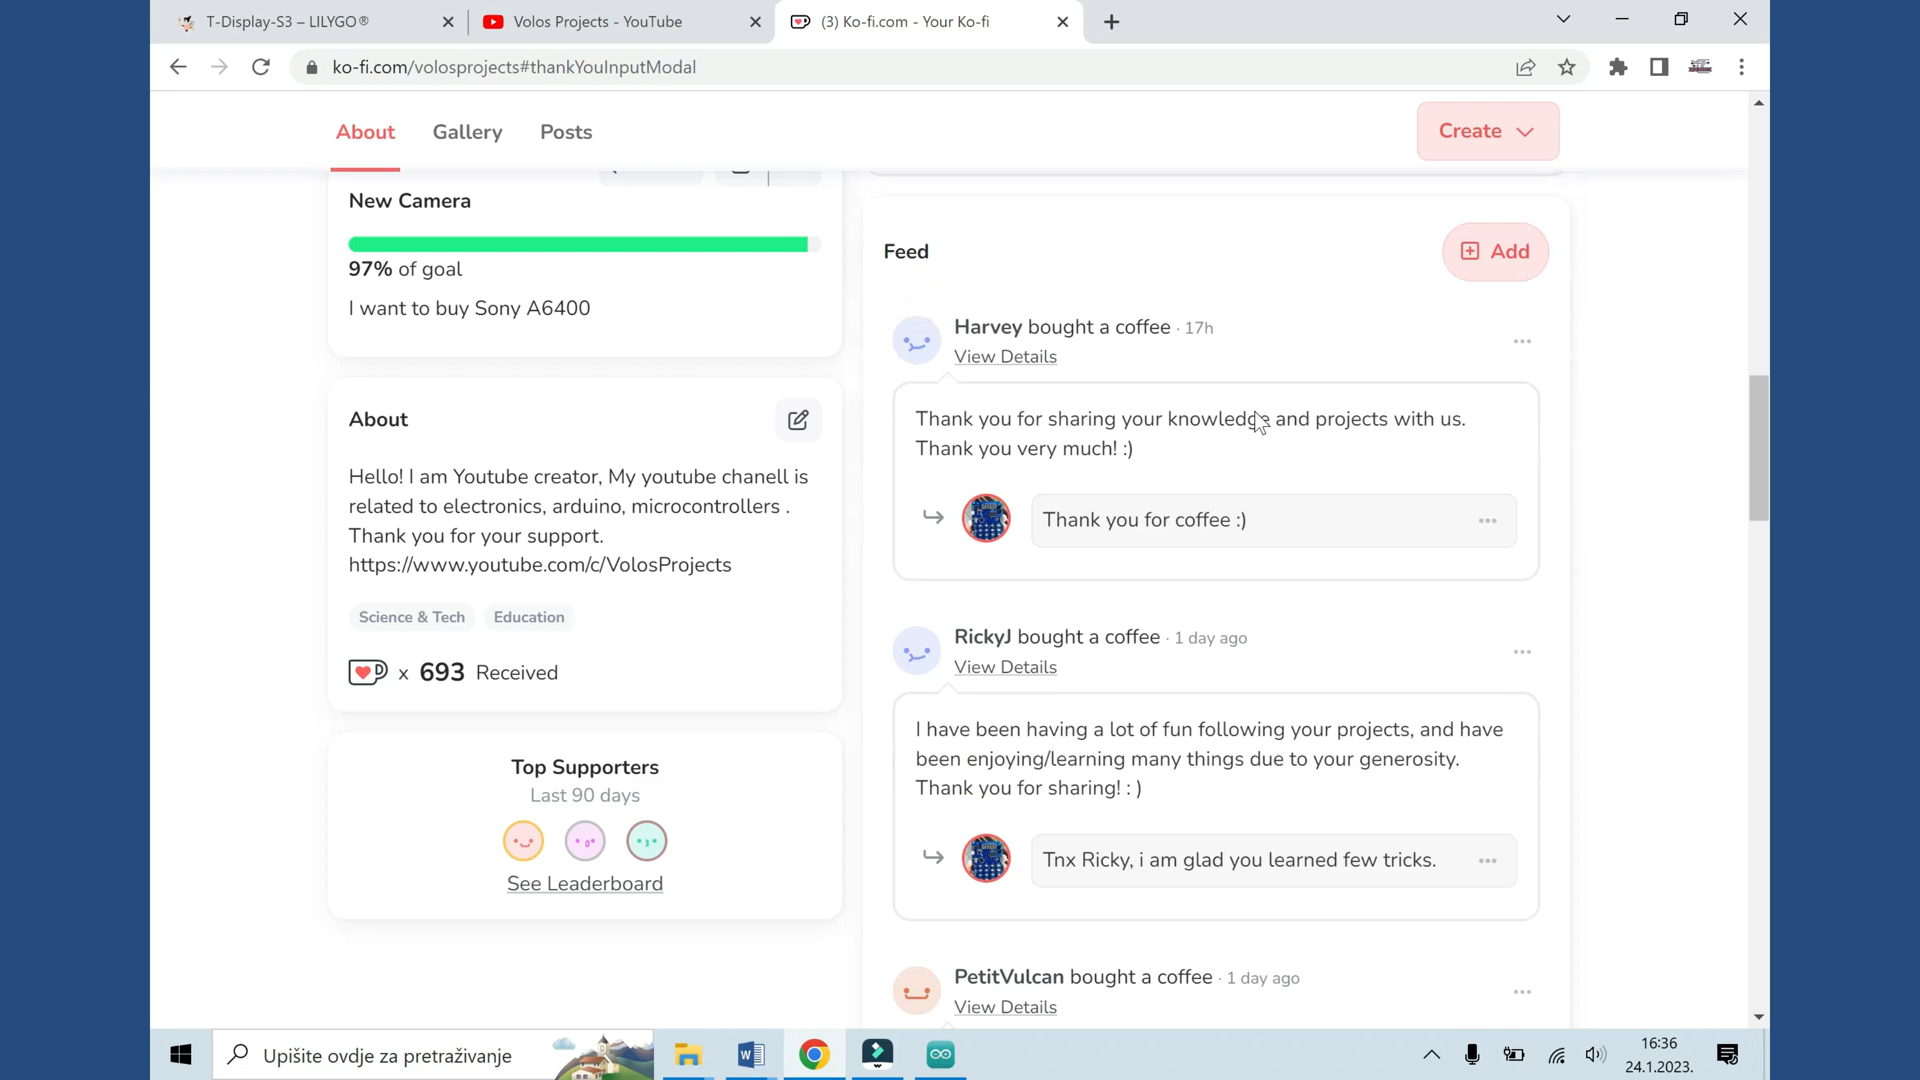 T-Display-S3 – LILYGO®
Volos Projects - YouTube
(3) Ko-fi.com - Your Ko-fi
ko-fi.com/volosprojects#thankYouInputModal
About
Gallery
Posts
Create
New Camera
97% of goal
I want to buy Sony A6400
About
Hello! I am Youtube creator, My youtube chanell is
related to electronics, arduino, microcontrollers .
Thank you for your support.
https://www.youtube.com/c/VolosProjects
Science & Tech
Education
x 693 Received
Top Supporters
Last 90 days
See Leaderboard
Feed
Add
Harvey bought a coffee · 17h
View Details
Thank you for sharing your knowledge and projects with us.
Thank you very much! :)
Thank you for coffee :)
RickyJ bought a coffee · 1 day ago
View Details
I have been having a lot of fun following your projects, and have
been enjoying/learning many things due to your generosity.
Thank you for sharing! : )
Tnx Ricky, i am glad you learned few tricks.
PetitVulcan bought a coffee · 1 day ago
View Details
Upišite ovdje za pretraživanje
16:36
24.1.2023.